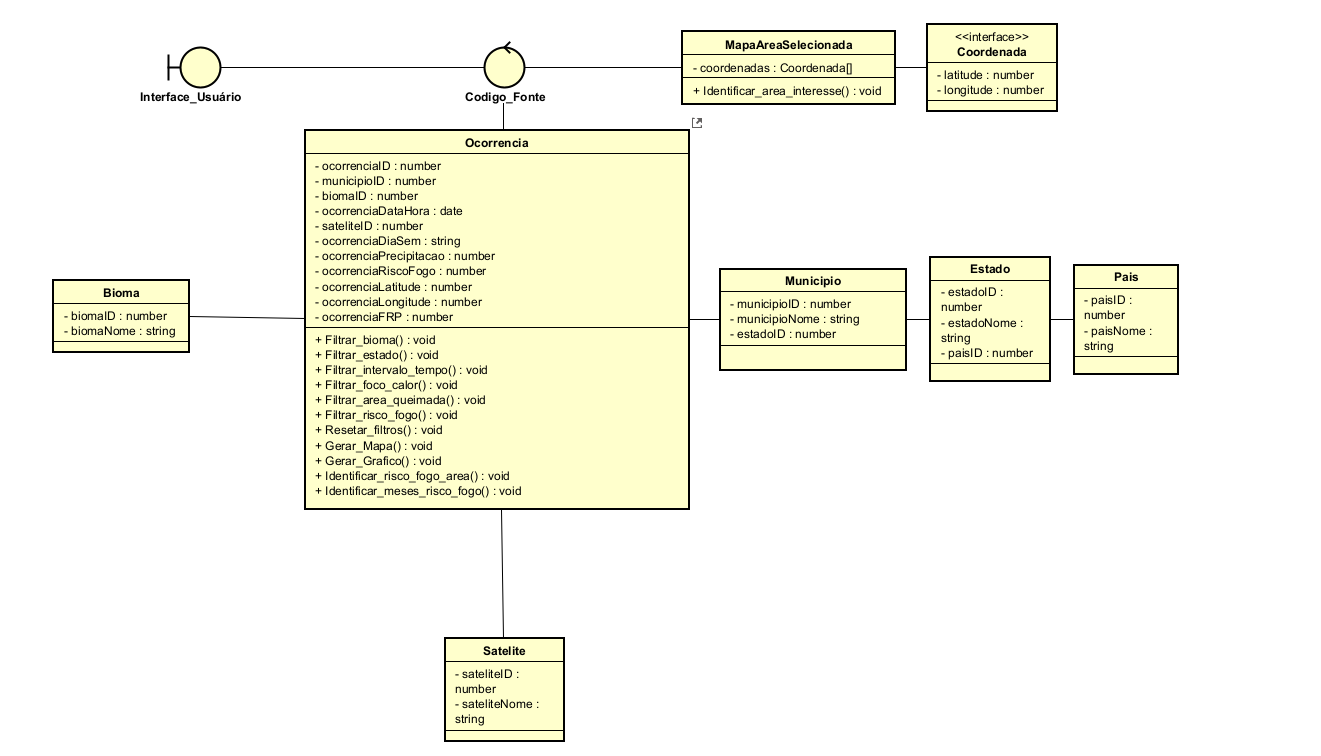 Interface_Usuário
Codigo_Fonte
MapaAreaSelecionada
- coordenadas : Coordenada[]
+ Identificar_area_interesse() : void
<<interface>>
Coordenada
- latitude : number
- longitude : number
Ocorrencia
- ocorrenciaID : number
- municipioID : number
- biomaID : number
- ocorrenciaDataHora : date
- sateliteID : number
- ocorrenciaDiaSem : string
- ocorrenciaPrecipitacao : number
- ocorrenciaRiscoFogo : number
- ocorrenciaLatitude : number
- ocorrenciaLongitude : number
- ocorrenciaFRP : number
+ Filtrar_bioma() : void
+ Filtrar_estado() : void
+ Filtrar_intervalo_tempo() : void
+ Filtrar_foco_calor() : void
+ Filtrar_area_queimada() : void
+ Filtrar_risco_fogo() : void
+ Resetar_filtros() : void
+ Gerar_Mapa() : void
+ Gerar_Grafico() : void
+ Identificar_risco_fogo_area() : void
+ Identificar_meses_risco_fogo() : void
Bioma
- biomaID : number
- biomaNome : string
Municipio
- municipioID : number
- municipioNome : string
- estadoID : number
Estado
- estadoID :
number
- estadoNome :
string
- paisID : number
Pais
- paisID :
number
- paisNome :
string
Satelite
- sateliteID :
number
- sateliteNome :
string